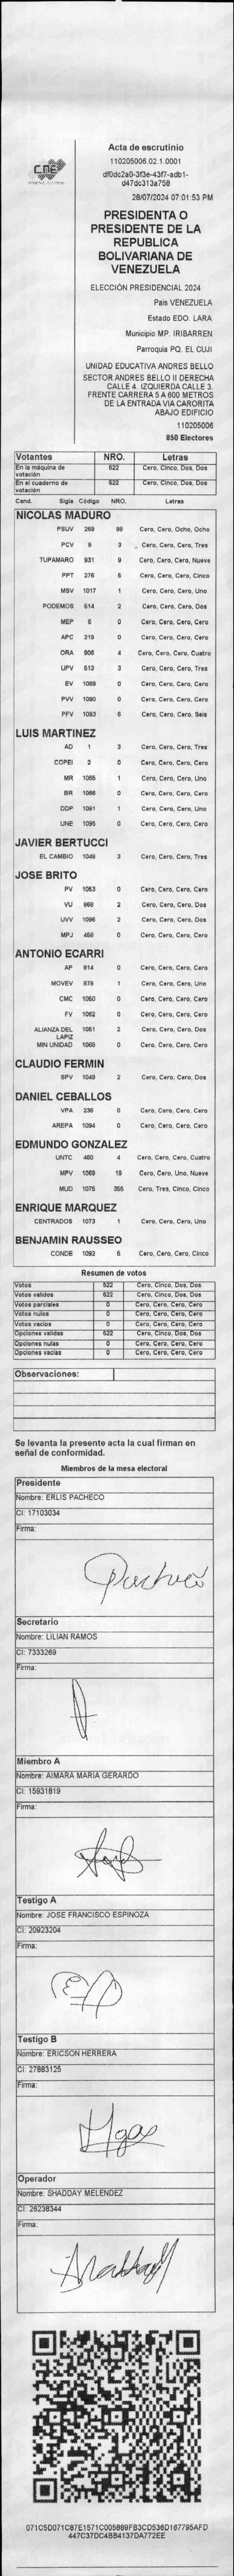 CNE
Acta de escrutinio
110205006.02.1.0001
df0dc2a0-3f3e-43f7-adb1-
d47dc313a758
28/07/2024 07:01:53 PM
PRESIDENTA O
PRESIDENTE DE LA
REPUBLICA
BOLIVARIANA DE
VENEZUELA
ELECCIÓN PRESIDENCIAL 2024
Pais VENEZUELA
Estado EDO. LARA
Municipio MP. IRIBARREN
Parroquia PQ. EL CUJI
UNIDAD EDUCATIVA ANDRES BELLO
SECTOR ANDRES BELLO II DERECHA
CALLE 4. IZQUIERDA CALLE 3.
FRENTE CARRERA 5 A 600 METROS
DE LA ENTRADA VIA CARORITA
ABAJO EDIFICIO
110205006
850 Electores
Votantes NRO. Letras
En la máquina de votación 522 Cero, Cinco, Dos, Dos
En el cuaderno de votación 522 Cero, Cinco, Dos, Dos
Cand. Sigla Código NRO. Letras
NICOLAS MADURO
PSUV 269 88 Cero, Cero, Ocho, Ocho
PCV 9 3 Cero, Cero, Cero, Tres
TUPAMARO 931 9 Cero, Cero, Cero, Nueve
PPT 276 5 Cero, Cero, Cero, Cinco
MSV 1017 1 Cero, Cero, Cero, Uno
PODEMOS 614 2 Cero, Cero, Cero, Dos
MEP 6 0 Cero, Cero, Cero, Cero
APC 219 0 Cero, Cero, Cero, Cero
ORA 906 4 Cero, Cero, Cero, Cuatro
UPV 513 3 Cero, Cero, Cero, Tres
EV 1089 0 Cero, Cero, Cero, Cero
PVV 1090 0 Cero, Cero, Cero, Cero
PFV 1093 6 Cero, Cero, Cero, Seis
LUIS MARTINEZ
AD 1 3 Cero, Cero, Cero, Tres
COPEI 2 0 Cero, Cero, Cero, Cero
MR 1065 1 Cero, Cero, Cero, Uno
BR 1066 0 Cero, Cero, Cero, Cero
DDP 1091 1 Cero, Cero, Cero, Uno
UNE 1095 0 Cero, Cero, Cero, Cero
JAVIER BERTUCCI
EL CAMBIO 1048 3 Cero, Cero, Cero, Tres
JOSE BRITO
PV 1053 0 Cero, Cero, Cero, Cero
VU 969 2 Cero, Cero, Cero, Dos
UVV 1096 2 Cero, Cero, Cero, Dos
MPJ 458 0 Cero, Cero, Cero, Cero
ANTONIO ECARRI
AP 814 0 Cero, Cero, Cero, Cero
MOVEV 878 1 Cero, Cero, Cero, Uno
CMC 1050 0 Cero, Cero, Cero, Cero
FV 1062 0 Cero, Cero, Cero, Cero
ALIANZA DEL LAPIZ 1051 2 Cero, Cero, Cero, Dos
MIN UNIDAD 1068 0 Cero, Cero, Cero, Cero
CLAUDIO FERMIN
SPV 1049 2 Cero, Cero, Cero, Dos
DANIEL CEBALLOS
VPA 236 0 Cero, Cero, Cero, Cero
AREPA 1094 0 Cero, Cero, Cero, Cero
EDMUNDO GONZALEZ
UNTC 460 4 Cero, Cero, Cero, Cuatro
MPV 1069 19 Cero, Cero, Uno, Nueve
MUD 1075 355 Cero, Tres, Cinco, Cinco
ENRIQUE MARQUEZ
CENTRADOS 1073 1 Cero, Cero, Cero, Uno
BENJAMIN RAUSSEO
CONDE 1092 5 Cero, Cero, Cero, Cinco
Resumen de votos
Votos 522 Cero, Cinco, Dos, Dos
Votos validos 522 Cero, Cinco, Dos, Dos
Votos parciales 0 Cero, Cero, Cero, Cero
Votos nulos 0 Cero, Cero, Cero, Cero
Votos vacios 0 Cero, Cero, Cero, Cero
Opciones validas 522 Cero, Cinco, Dos, Dos
Opciones nulas 0 Cero, Cero, Cero, Cero
Opciones vacias 0 Cero, Cero, Cero, Cero
Observaciones:
Se levanta la presente acta la cual firman en
señal de conformidad.
Miembros de la mesa electoral
Presidente
Nombre: ERLIS PACHECO
CI: 17103034
Firma:
Pacheco
Secretario
Nombre: LILIAN RAMOS
CI: 7333269
Firma:
Miembro A
Nombre: AIMARA MARIA GERARDO
CI: 15931819
Firma:
Testigo A
Nombre: JOSE FRANCISCO ESPINOZA
CI: 20923204
Firma:
Testigo B
Nombre: ERICSON HERRERA
CI: 27883125
Firma:
Operador
Nombre: SHADDAY MELENDEZ
CI: 26238344
Firma:
071C5D071C87E1571C005869FB3CD536D167795AFD
447C37DC4BB4137DA772EE